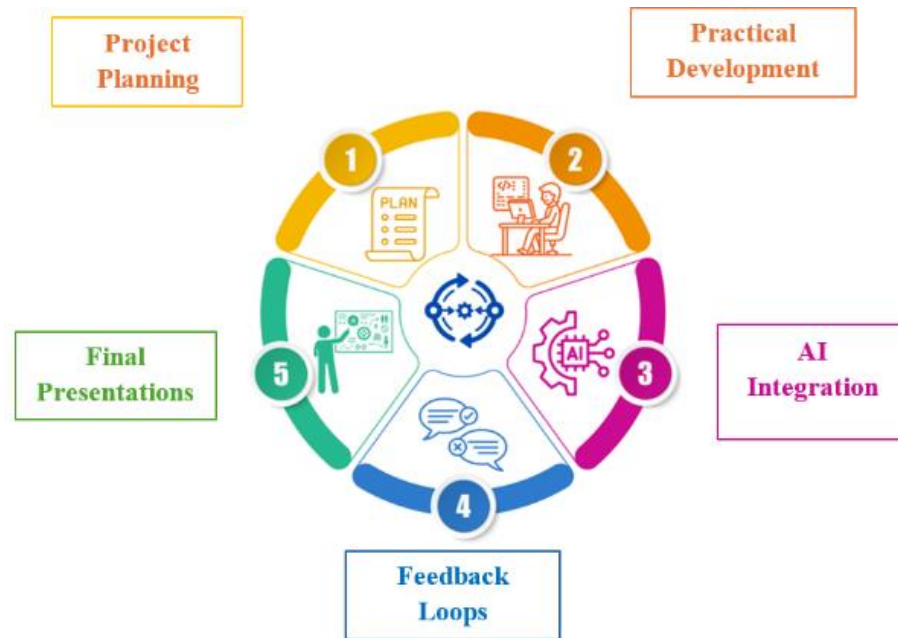 Project
Planning
Practical
Development
1
2
PLAN
</>
Final
Presentations
5
AI
3
AI
Integration
4
Feedback
Loops